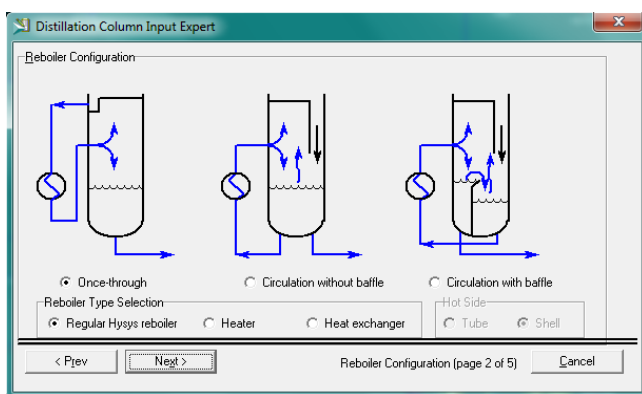 Distillation Column Input Expert
X
Reboiler Configuration
Once-through
Circulation without baffle
Circulation with baffle
Reboiler Type Selection
Hot Side
Regular Hysys reboiler
Heater
Heat exchanger
Tube
Shell
< Prev
Next >
Reboiler Configuration (page 2 of 5)
Cancel